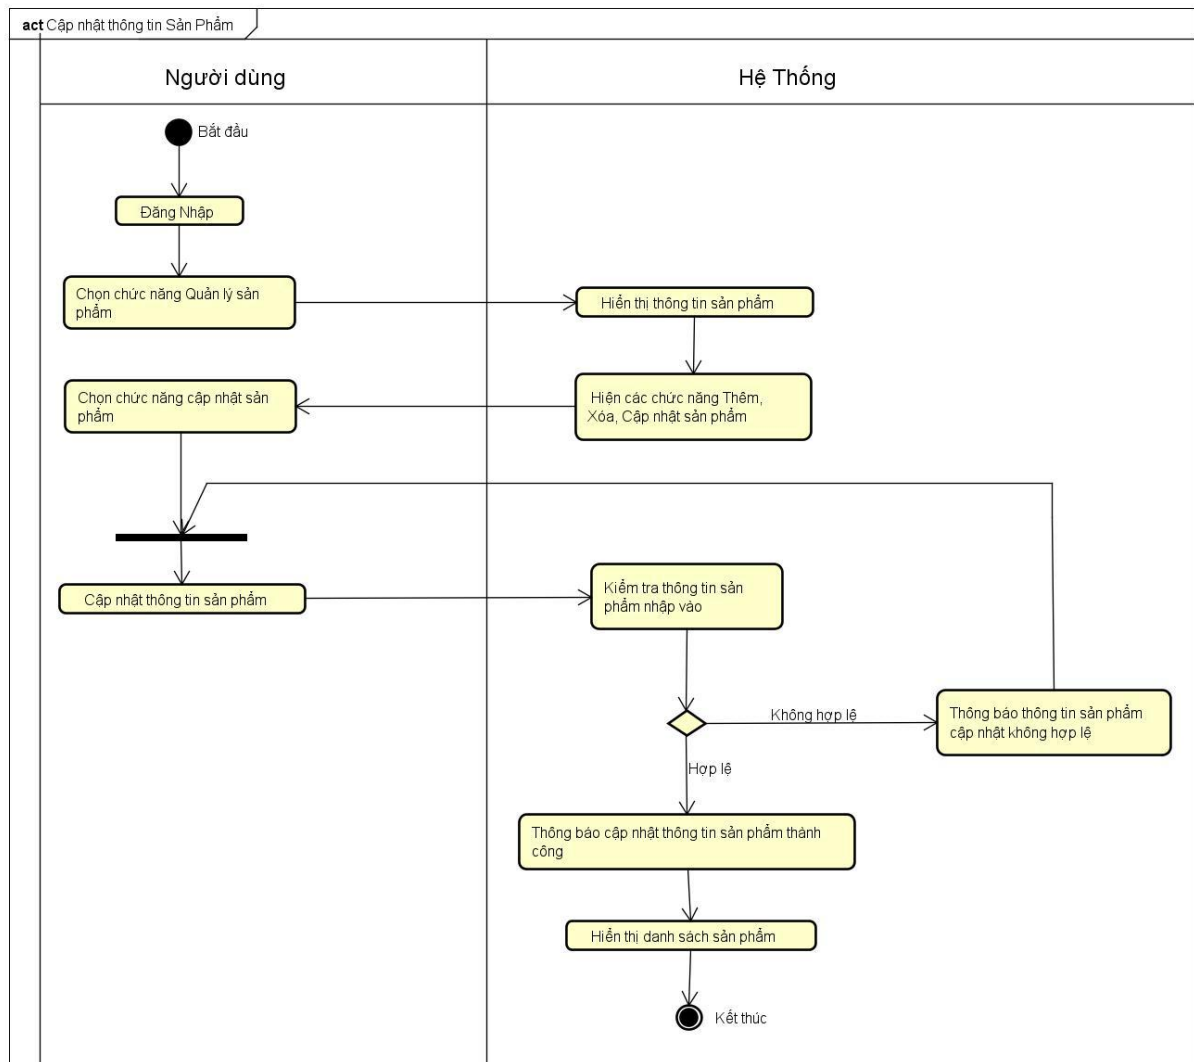 act Cập nhật thông tin Sản Phẩm
Người dùng
Hệ Thống
Bắt đầu
Đăng Nhập
Chọn chức năng Quản lý sản
phẩm
Hiển thị thông tin sản phẩm
Chọn chức năng cập nhật sản
phẩm
Hiện các chức năng Thêm,
Xóa, Cập nhật sản phẩm
Cập nhật thông tin sản phẩm
Kiểm tra thông tin sản
phẩm nhập vào
Không hợp lệ
Thông báo thông tin sản phẩm
cập nhật không hợp lệ
Hợp lệ
Thông báo cập nhật thông tin sản phẩm thành
công
Hiển thị danh sách sản phẩm
Kết thúc